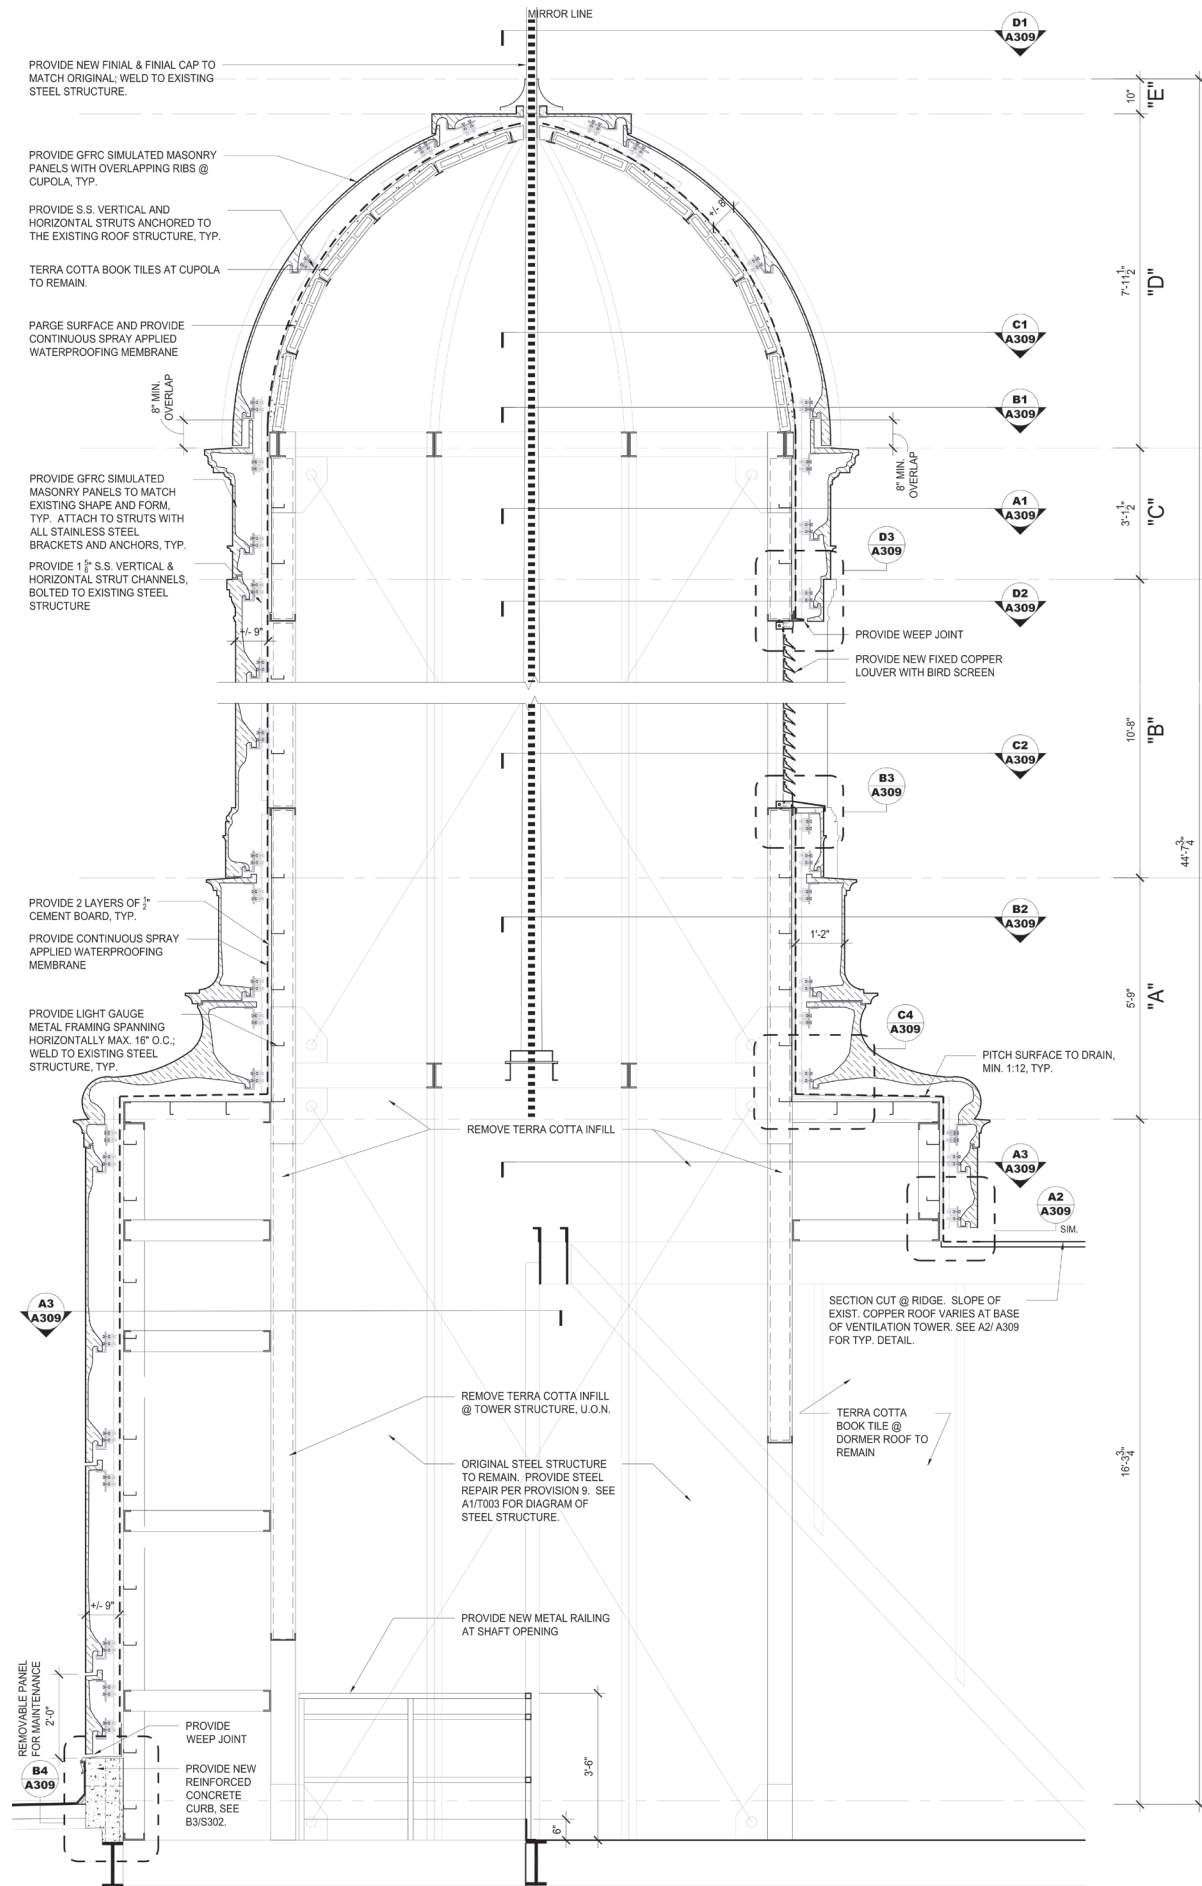 MIRROR LINE
D1
A309
PROVIDE NEW FINIAL & FINIAL CAP TO
MATCH ORIGINAL; WELD TO EXISTING
STEEL STRUCTURE.
10"
"E"
PROVIDE GFRC SIMULATED MASONRY
PANELS WITH OVERLAPPING RIBS @
CUPOLA, TYP.
PROVIDE S.S. VERTICAL AND
HORIZONTAL STRUTS ANCHORED TO
THE EXISTING ROOF STRUCTURE, TYP.
+/- 8"
TERRA COTTA BOOK TILES AT CUPOLA
TO REMAIN.
7'-11 1/2"
"D"
PARGE SURFACE AND PROVIDE
CONTINUOUS SPRAY APPLIED
WATERPROOFING MEMBRANE
C1
A309
8" MIN.
OVERLAP
B1
A309
8" MIN.
OVERLAP
PROVIDE GFRC SIMULATED
MASONRY PANELS TO MATCH
EXISTING SHAPE AND FORM,
TYP. ATTACH TO STRUTS WITH
ALL STAINLESS STEEL
BRACKETS AND ANCHORS, TYP.
A1
A309
3'-1 1/2"
"C"
D3
A309
PROVIDE 1 5/8" S.S. VERTICAL &
HORIZONTAL STRUT CHANNELS,
BOLTED TO EXISTING STEEL
STRUCTURE
D2
A309
+/- 9"
PROVIDE WEEP JOINT
PROVIDE NEW FIXED COPPER
LOUVER WITH BIRD SCREEN
10'-8"
"B"
C2
A309
B3
A309
44'-7 3/4"
PROVIDE 2 LAYERS OF 1/2"
CEMENT BOARD, TYP.
B2
A309
PROVIDE CONTINUOUS SPRAY
APPLIED WATERPROOFING
MEMBRANE
1'-2"
5'-9"
"A"
PROVIDE LIGHT GAUGE
METAL FRAMING SPANNING
HORIZONTALLY MAX. 16" O.C.;
WELD TO EXISTING STEEL
STRUCTURE, TYP.
C4
A309
PITCH SURFACE TO DRAIN,
MIN. 1:12, TYP.
REMOVE TERRA COTTA INFILL
A3
A309
A2
A309
SIM.
A3
A309
SECTION CUT @ RIDGE. SLOPE OF
EXIST. COPPER ROOF VARIES AT BASE
OF VENTILATION TOWER. SEE A2/ A309
FOR TYP. DETAIL.
REMOVE TERRA COTTA INFILL
@ TOWER STRUCTURE, U.O.N.
TERRA COTTA
BOOK TILE @
DORMER ROOF TO
REMAIN
16'-3 3/4"
ORIGINAL STEEL STRUCTURE
TO REMAIN. PROVIDE STEEL
REPAIR PER PROVISION 9. SEE
A1/T003 FOR DIAGRAM OF
STEEL STRUCTURE.
+/- 9"
PROVIDE NEW METAL RAILING
AT SHAFT OPENING
REMOVABLE PANEL
FOR MAINTENANCE
2'-0"
PROVIDE
WEEP JOINT
3'-6"
B4
A309
PROVIDE NEW
REINFORCED
CONCRETE
CURB, SEE
B3/S302.
6"